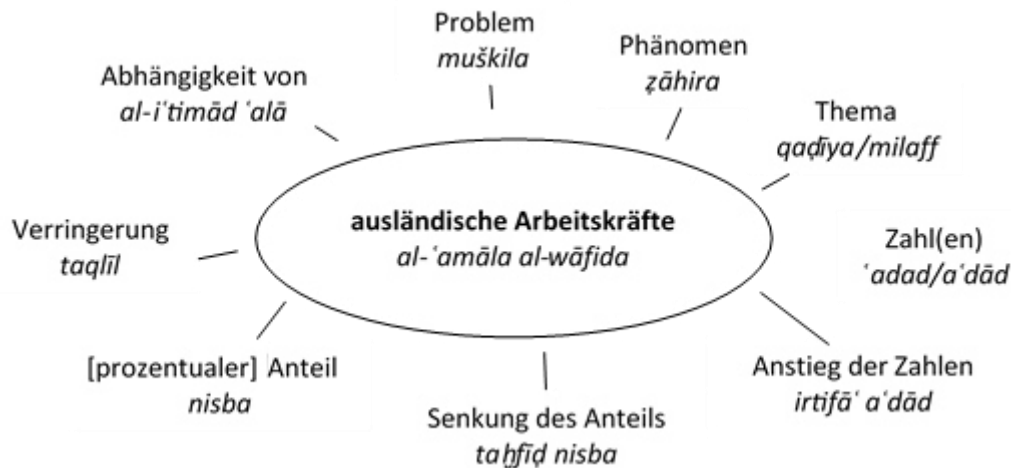 Problem
muškila
Phänomen
ẓāhira
Abhängigkeit von
al-iʿtimād ʿalā
Thema
qaḍīya/milaff
ausländische Arbeitskräfte
al-ʿamāla al-wāfida
Verringerung
taqlīl
Zahl(en)
ʿadad/aʿdād
[prozentualer] Anteil
nisba
Anstieg der Zahlen
irtifāʿ aʿdād
Senkung des Anteils
taḫfīḍ nisba